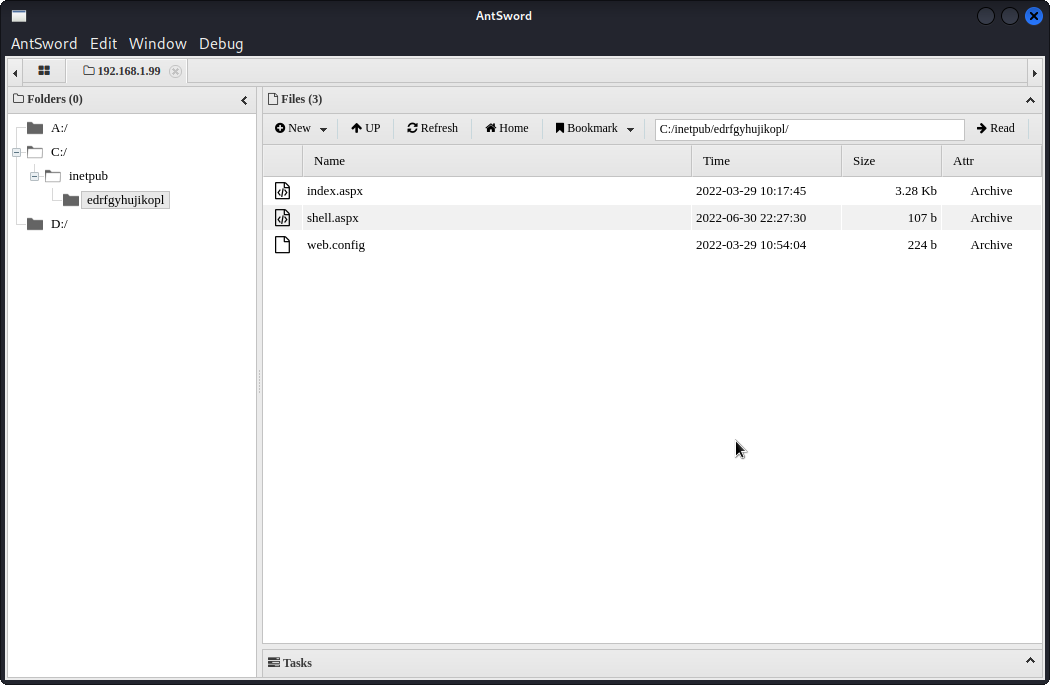 AntSword
AntSword Edit Window Debug
192.168.1.99
Folders (0)
A:/
C:/
inetpub
edrfgyhujikopl
D:/
Files (3)
New UP Refresh Home Bookmark C:/inetpub/edrfgyhujikopl/ Read
Name Time Size Attr
index.aspx 2022-03-29 10:17:45 3.28 Kb Archive
shell.aspx 2022-06-30 22:27:30 107 b Archive
web.config 2022-03-29 10:54:04 224 b Archive
Tasks